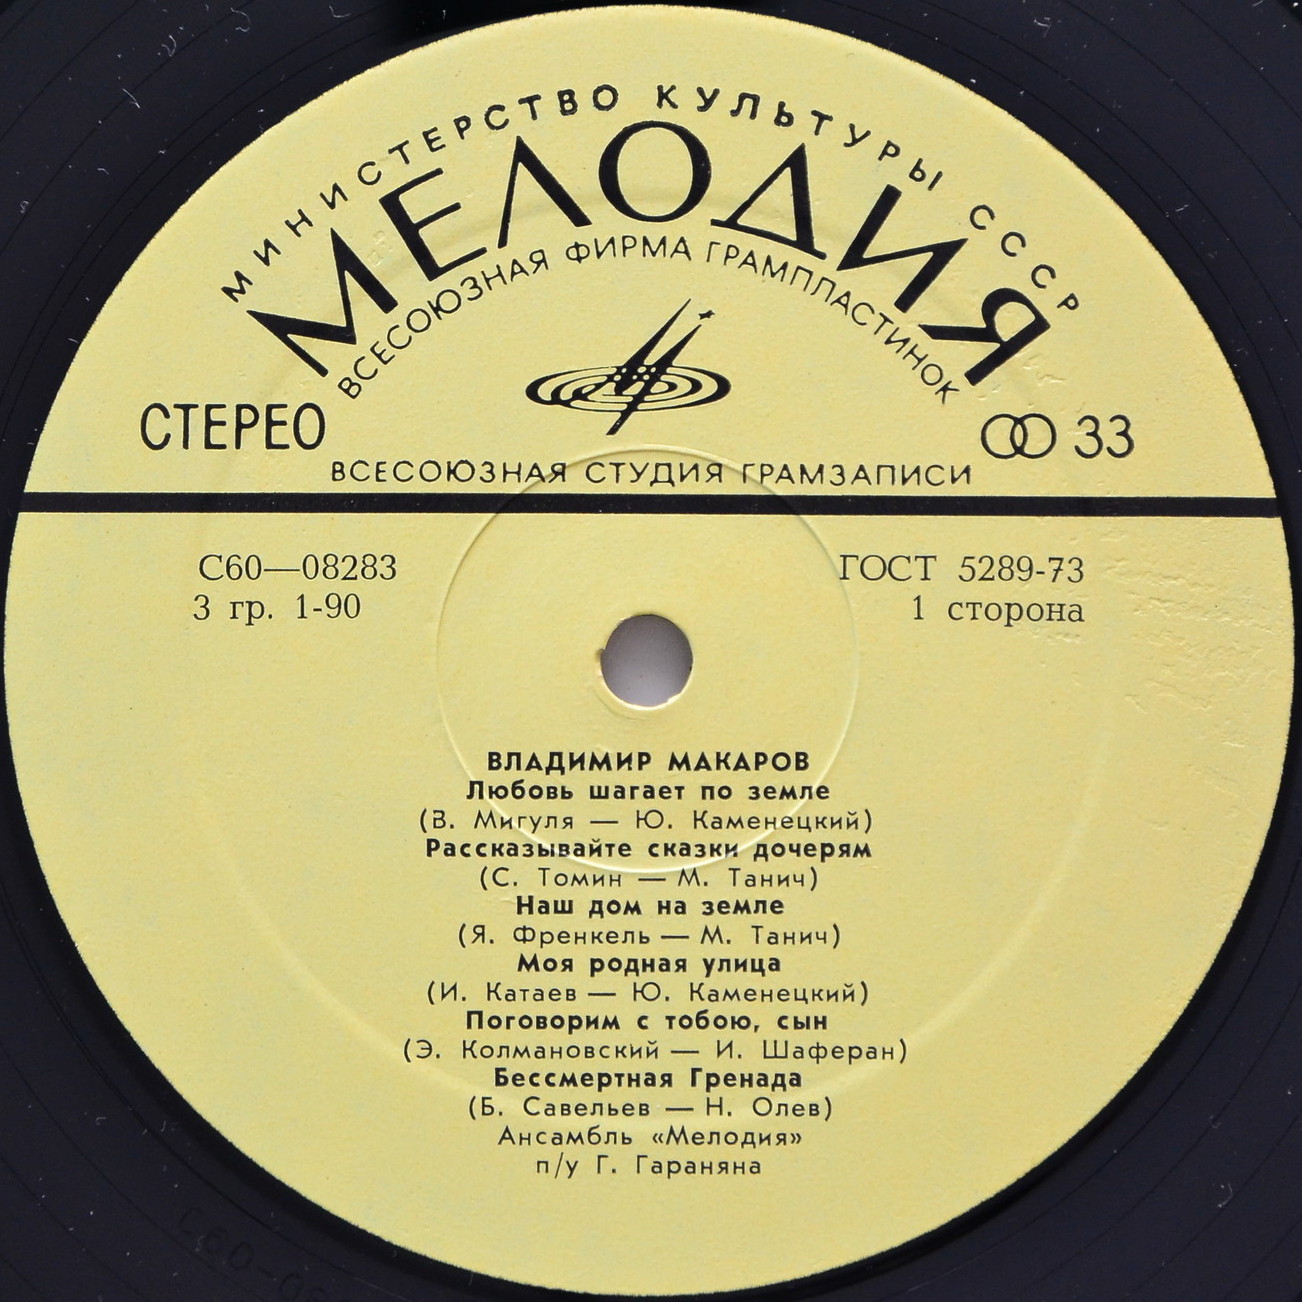 МИНИСТЕРСТВО КУЛЬТУРЫ СССР
МЕЛОДИЯ
ВСЕСОЮЗНАЯ ФИРМА ГРАМПЛАСТИНОК
СТЕРЕО
33
ВСЕСОЮЗНАЯ СТУДИЯ ГРАМЗАПИСИ
С60—08283
ГОСТ 5289-73
3 гр. 1-90
1 сторона
ВЛАДИМИР МАКАРОВ
Любовь шагает по земле
(В. Мигуля — Ю. Каменецкий)
Рассказывайте сказки дочерям
(С. Томин — М. Танич)
Наш дом на земле
(Я. Френкель — М. Танич)
Моя родная улица
(И. Катаев — Ю. Каменецкий)
Поговорим с тобою, сын
(Э. Колмановский — И. Шаферан)
Бессмертная Гренада
(Б. Савельев — Н. Олев)
Ансамбль «Мелодия»
п/у Г. Гараняна